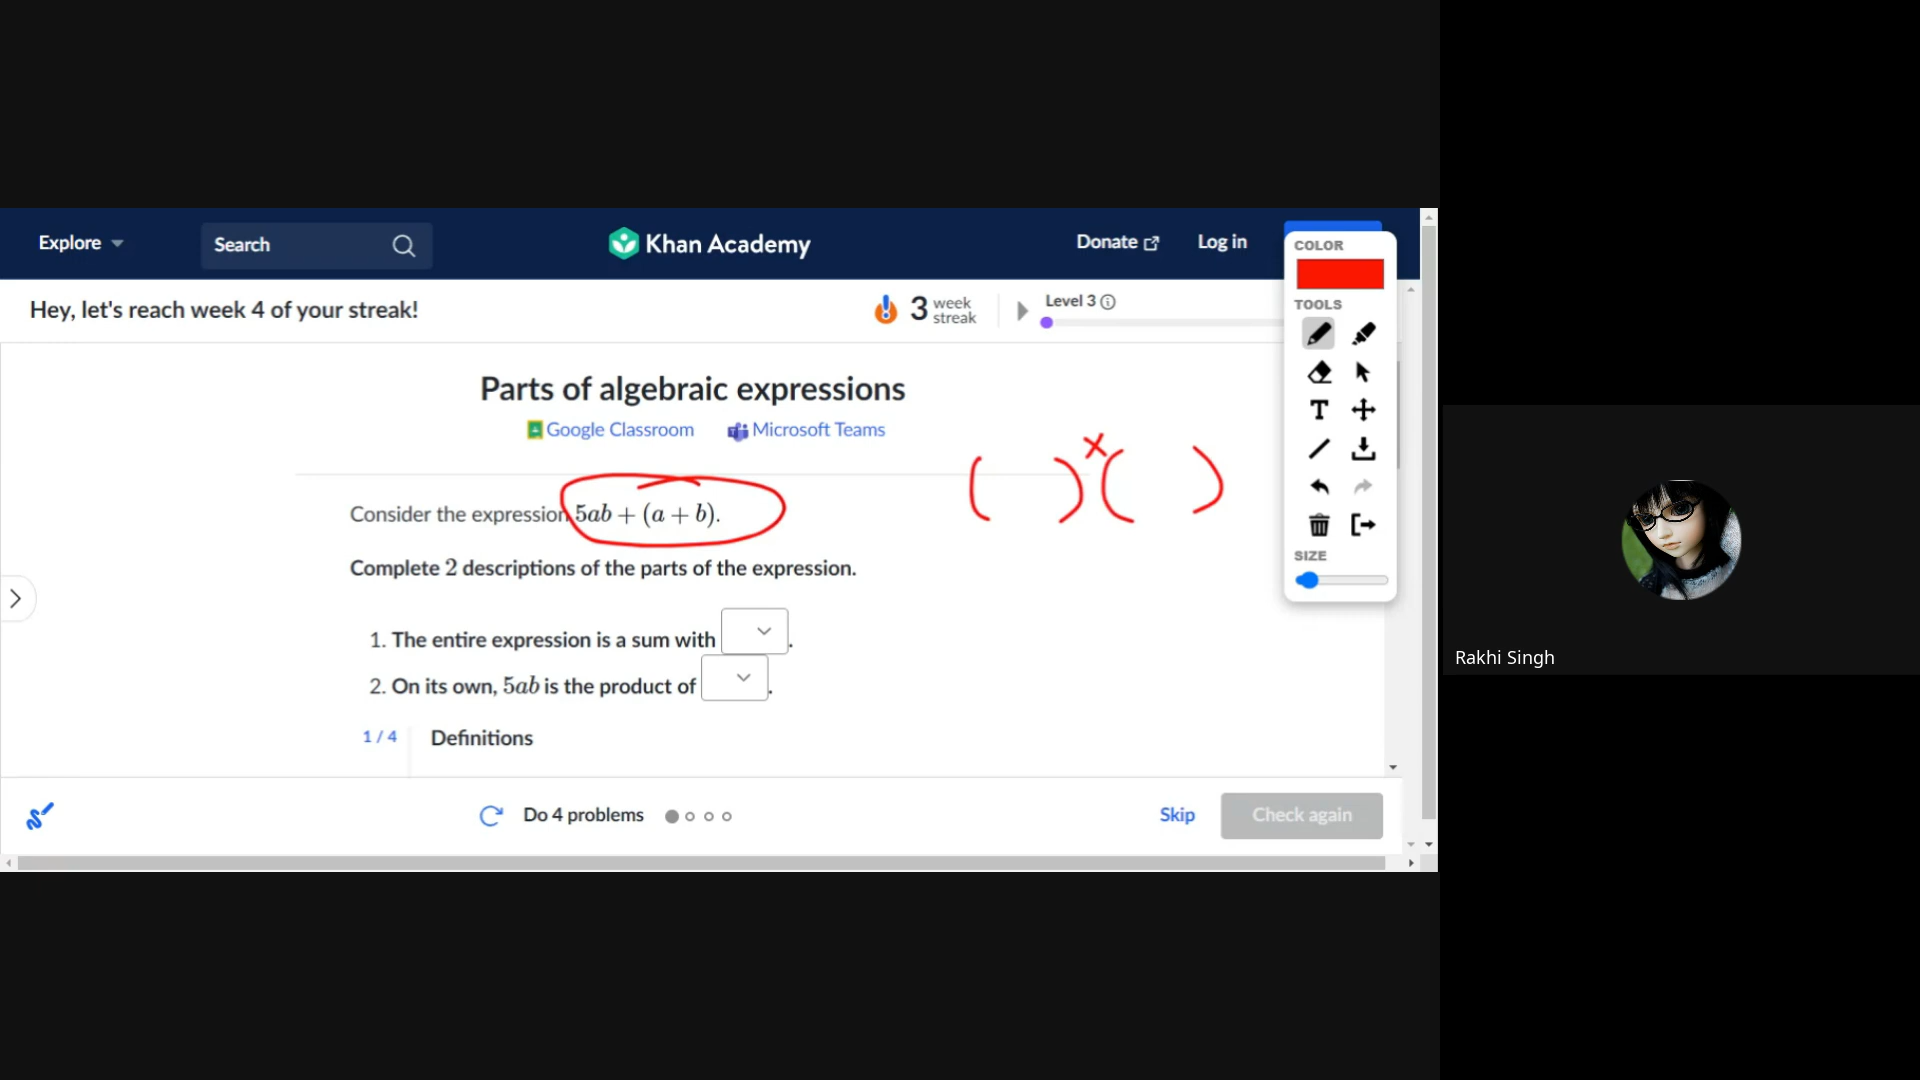 Explore
Search
Khan Academy
Donate
Log in
COLOR
Hey, let's reach week 4 of your streak!
3 week streak
Level 3
TOOLS
Parts of algebraic expressions
Google Classroom
Microsoft Teams
( )×( )
Consider the expression 5ab + (a + b).
Complete 2 descriptions of the parts of the expression.
SIZE
1. The entire expression is a sum with .
2. On its own, 5ab is the product of .
1 / 4
Definitions
Do 4 problems
Skip
Check again
Rakhi Singh